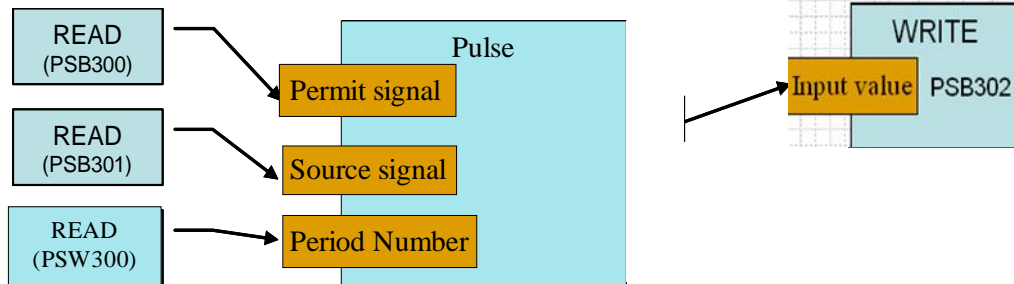 READ
(PSB300)
READ
(PSB301)
READ
(PSW300)
Pulse
Permit signal
Source signal
Period Number
WRITE
Input value
PSB302